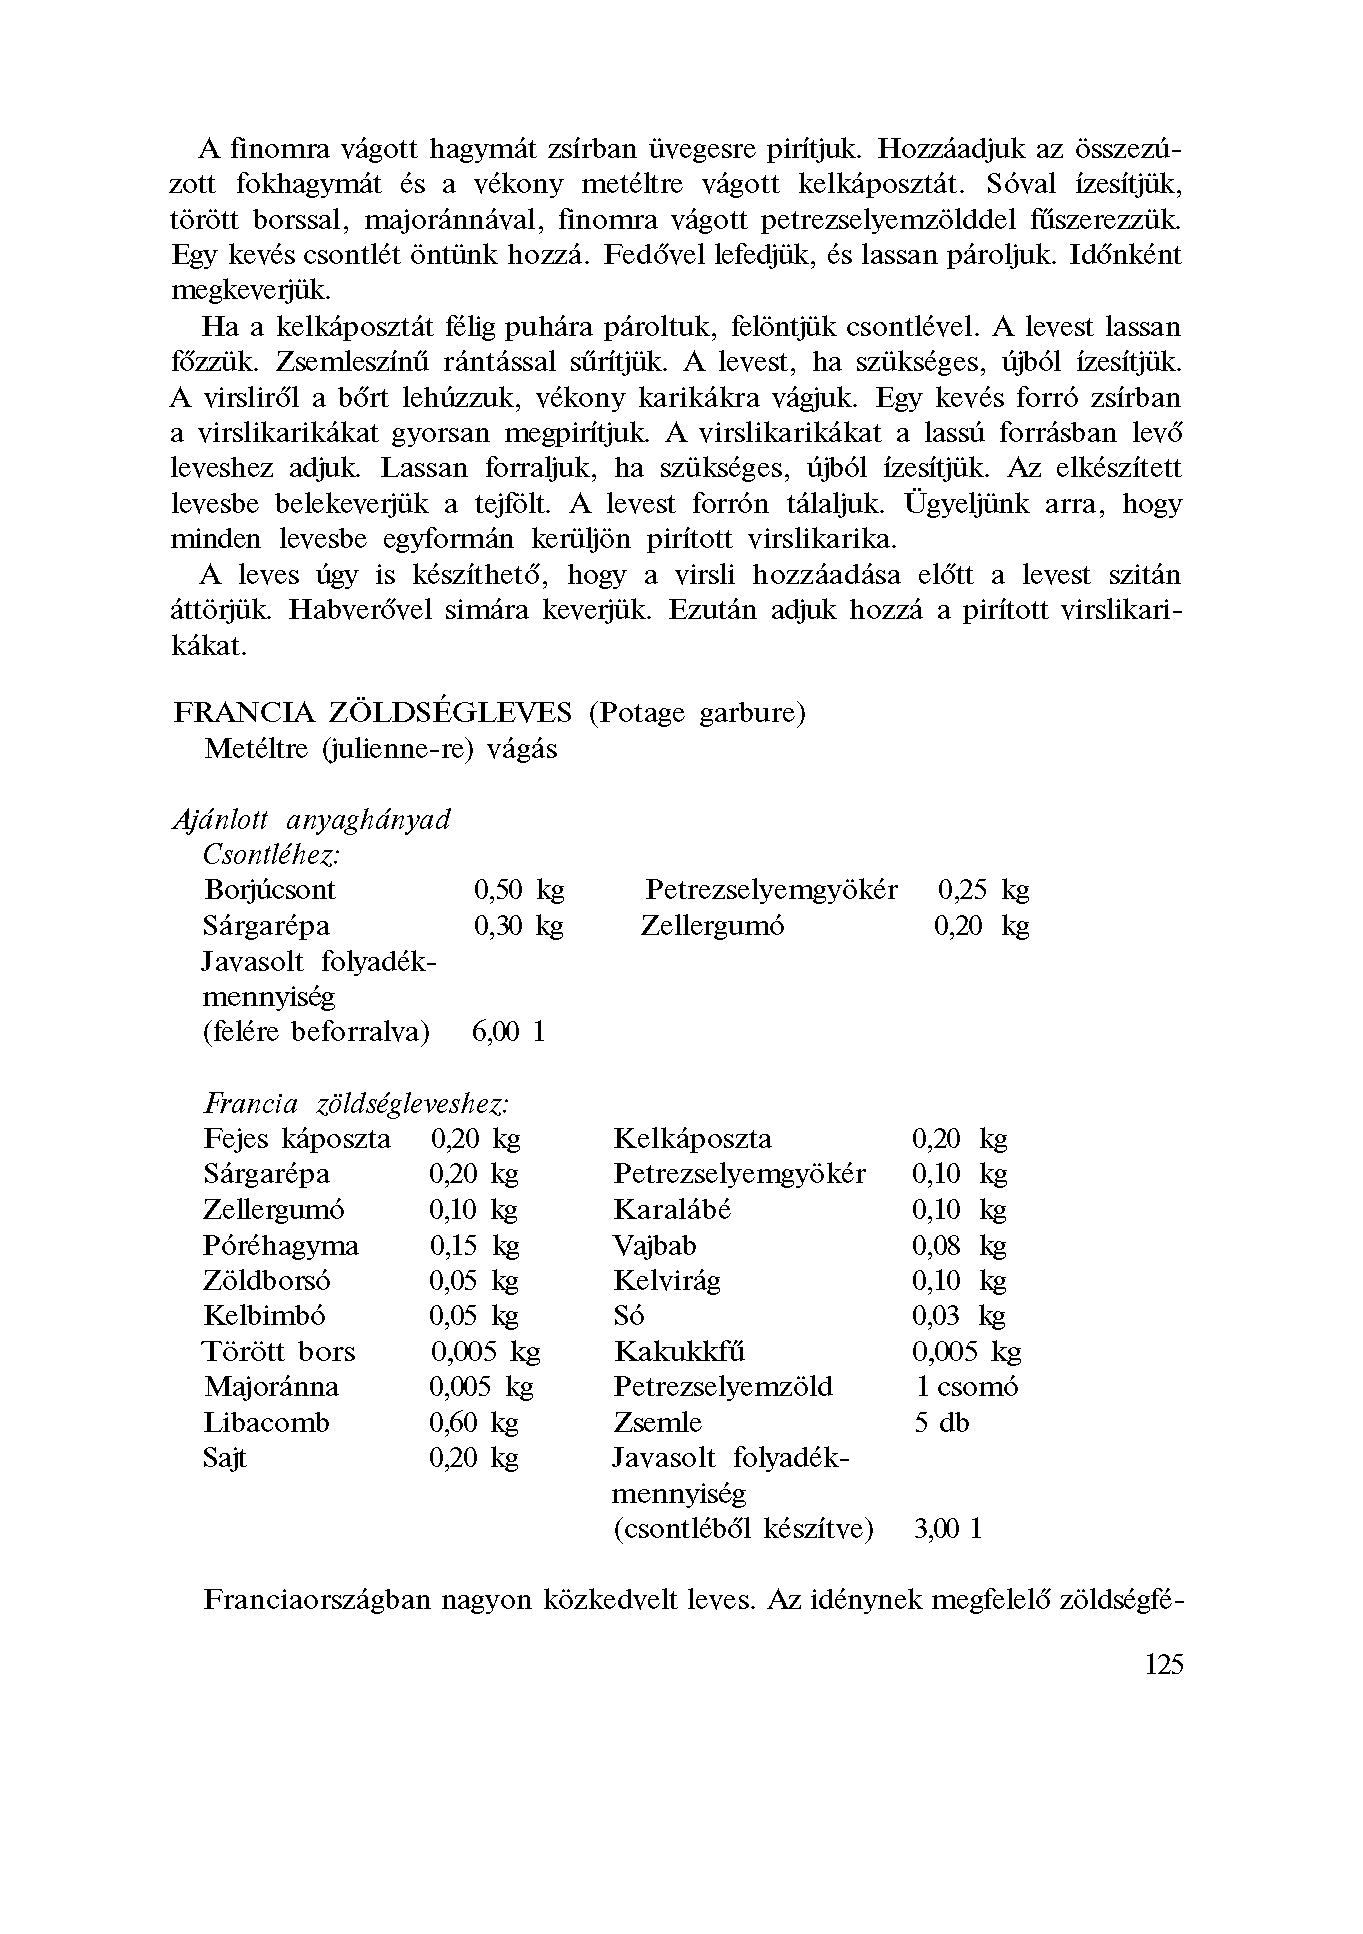 A finomra vágott hagymát zsírban üvegesre pirítjuk. Hozzáadjuk az összezú-
zott fokhagymát és a vékony metéltre vágott kelkáposztát. Sóval ízesítjük,
törött borssal, majoránnával, finomra vágott petrezselyemzölddel fűszerezzük.
Egy kevés csontlét öntünk hozzá. Fedővel lefedjük, és lassan pároljuk. Időnként
megkeverjük.
Ha a kelkáposztát félig puhára pároltuk, felöntjük csontlével. A levest lassan
főzzük. Zsemleszínű rántással sűrítjük. A levest, ha szükséges, újból ízesítjük.
A virsliről a bőrt lehúzzuk, vékony karikákra vágjuk. Egy kevés forró zsírban
a virslikarikákat gyorsan megpirítjuk. A virslikarikákat a lassú forrásban levő
leveshez adjuk. Lassan forraljuk, ha szükséges, újból ízesítjük. Az elkészített
levesbe belekeverjük a tejfölt. A levest forrón tálaljuk. Ügyeljünk arra, hogy
minden levesbe egyformán kerüljön pirított virslikarika.
A leves úgy is készíthető, hogy a virsli hozzáadása előtt a levest szitán
áttörjük. Habverővel simára keverjük. Ezután adjuk hozzá a pirított virslikari-
kákat.
FRANCIA ZÖLDSÉGLEVES (Potage garbure)
Metéltre (julienne-re) vágás
Ajánlott anyaghányad
Csontléhez:
Borjúcsont 0,50 kg Petrezselyemgyökér 0,25 kg
Sárgarépa 0,30 kg Zellergumó 0,20 kg
Javasolt folyadék-
mennyiség
(felére beforralva) 6,00 l
Francia zöldségleveshez:
Fejes káposzta 0,20 kg Kelkáposzta 0,20 kg
Sárgarépa 0,20 kg Petrezselyemgyökér 0,10 kg
Zellergumó 0,10 kg Karalábé 0,10 kg
Póréhagyma 0,15 kg Vajbab 0,08 kg
Zöldborsó 0,05 kg Kelvirág 0,10 kg
Kelbimbó 0,05 kg Só 0,03 kg
Törött bors 0,005 kg Kakukkfű 0,005 kg
Majoránna 0,005 kg Petrezselyemzöld 1 csomó
Libacomb 0,60 kg Zsemle 5 db
Sajt 0,20 kg Javasolt folyadék-
mennyiség
(csontléből készítve) 3,00 l
Franciaországban nagyon közkedvelt leves. Az idénynek megfelelő zöldségfé-
125